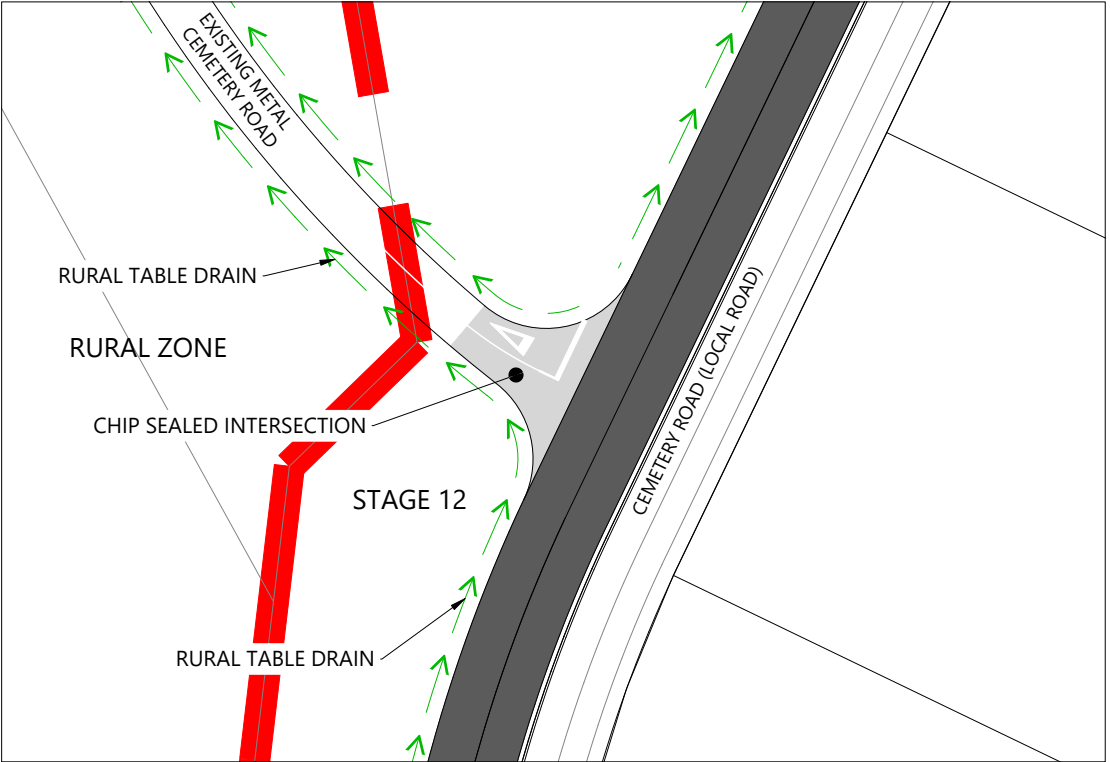 EXISTING METAL
CEMETERY ROAD
RURAL TABLE DRAIN
RURAL ZONE
CHIP SEALED INTERSECTION
CEMETERY ROAD (LOCAL ROAD)
STAGE 12
RURAL TABLE DRAIN